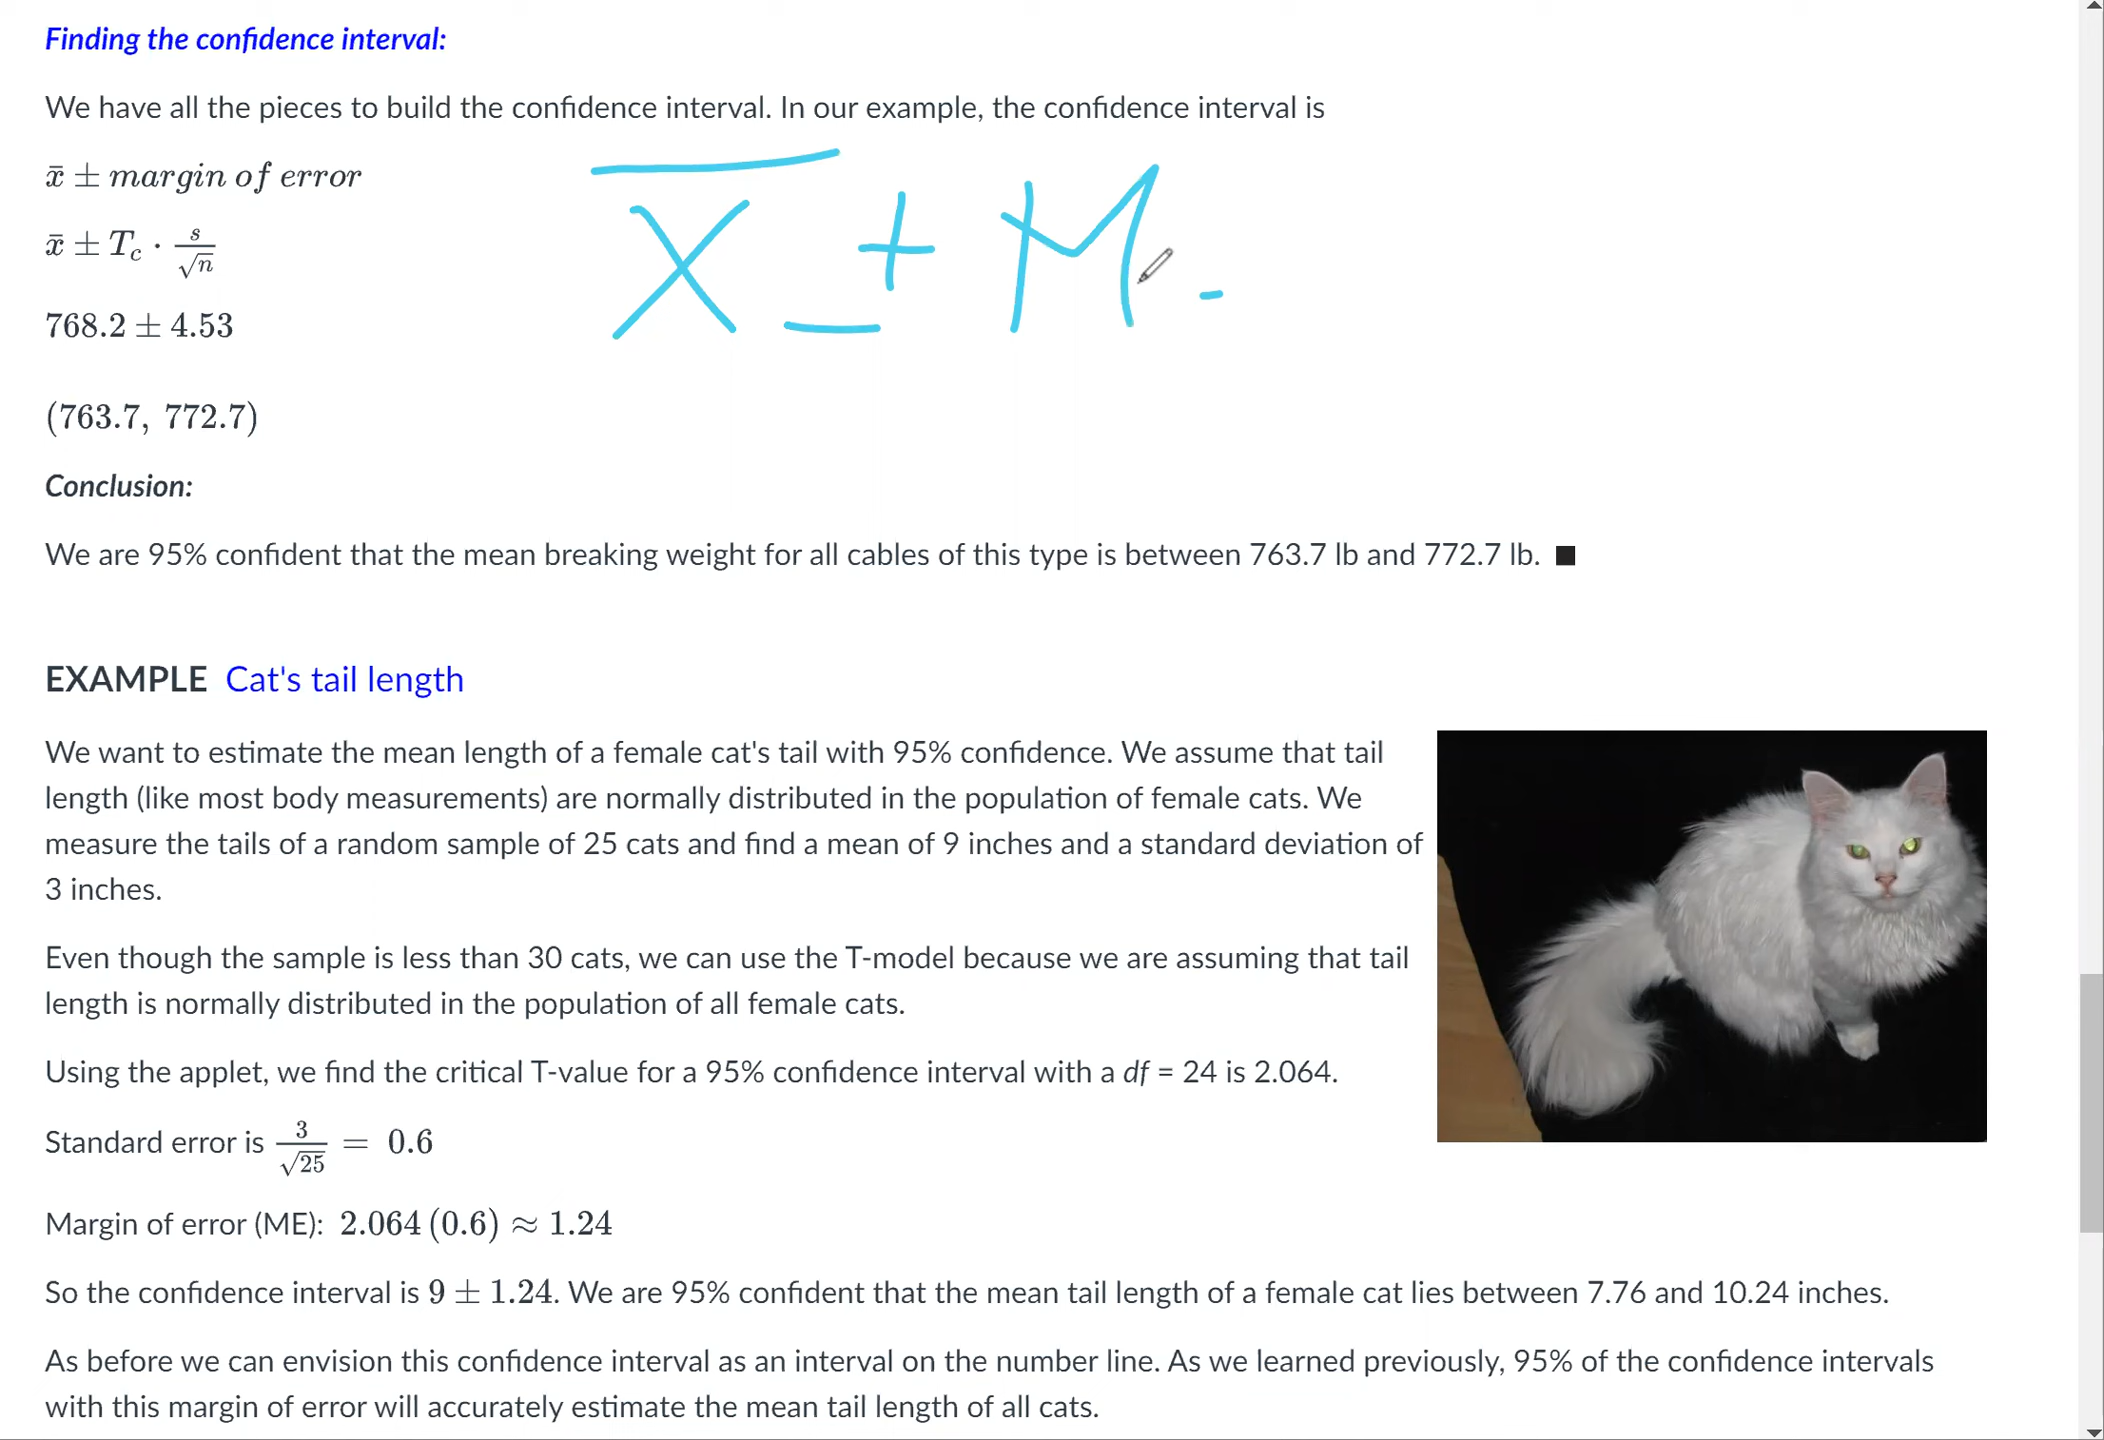 Finding the confidence interval:
We have all the pieces to build the confidence interval. In our example, the confidence interval is
x̄ ± margin of error
x̄ ± T_c · s/√n
X̄ ± M -
768.2 ± 4.53
(763.7, 772.7)
Conclusion:
We are 95% confident that the mean breaking weight for all cables of this type is between 763.7 lb and 772.7 lb. ■
EXAMPLE Cat's tail length
We want to estimate the mean length of a female cat's tail with 95% confidence. We assume that tail
length (like most body measurements) are normally distributed in the population of female cats. We
measure the tails of a random sample of 25 cats and find a mean of 9 inches and a standard deviation of
3 inches.
Even though the sample is less than 30 cats, we can use the T-model because we are assuming that tail
length is normally distributed in the population of all female cats.
Using the applet, we find the critical T-value for a 95% confidence interval with a df = 24 is 2.064.
Standard error is 3/√25 = 0.6
Margin of error (ME): 2.064 (0.6) ≈ 1.24
So the confidence interval is 9 ± 1.24. We are 95% confident that the mean tail length of a female cat lies between 7.76 and 10.24 inches.
As before we can envision this confidence interval as an interval on the number line. As we learned previously, 95% of the confidence intervals
with this margin of error will accurately estimate the mean tail length of all cats.